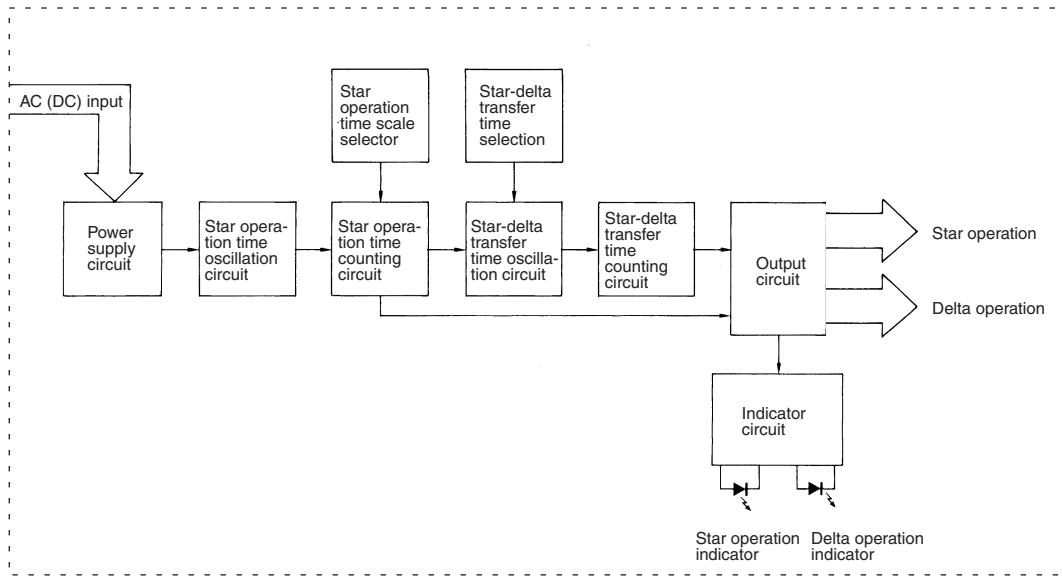 AC (DC) input
Star
operation
time scale
selector
Star-delta
transfer
time
selection
Power
supply
circuit
Star opera-
tion time
oscillation
circuit
Star opera-
tion time
counting
circuit
Star-delta
transfer
time oscilla-
tion circuit
Star-delta
transfer
time
counting
circuit
Output
circuit
Star operation
Delta operation
Indicator
circuit
Star operation
indicator
Delta operation
indicator